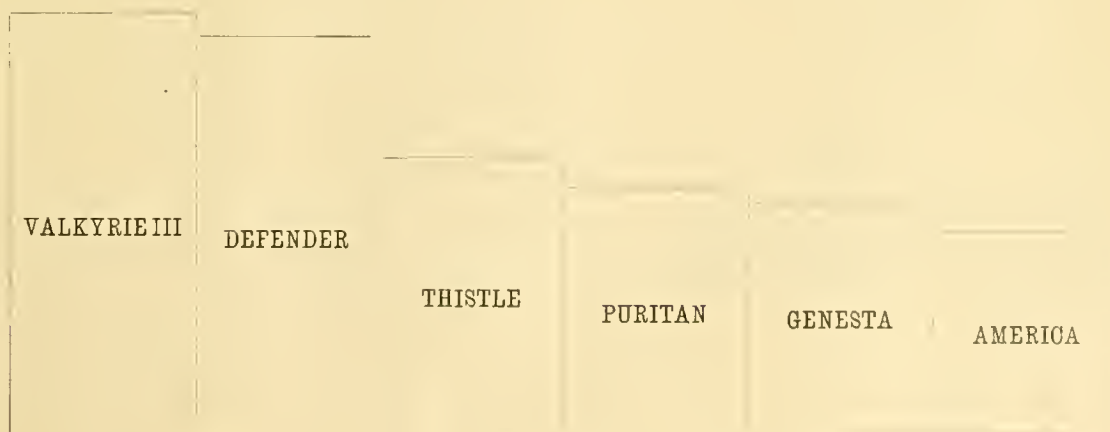 VALKYRIE III
DEFENDER
THISTLE
PURITAN
GENESTA
AMERICA